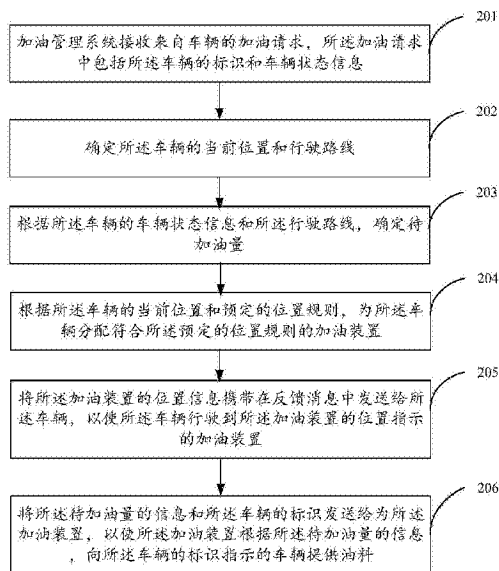 201
加油管理系统接收来自车辆的加油请求，所述加油请求
中包括所述车辆的标识和车辆状态信息
202
确定所述车辆的当前位置和行驶路线
203
根据所述车辆的车辆状态信息和所述行驶路线，确定待
加油量
204
根据所述车辆的当前位置和预定的位置规则，为所述车
辆分配符合所述预定的位置规则的加油装置
205
将所述加油装置的位置信息携带在反馈消息中发送给所
述车辆，以使所述车辆行驶到所述加油装置的位置指示
的加油装置
206
将所述待加油量的信息和所述车辆的标识发送给为所述
加油装置，以使所述加油装置根据所述待加油量的信息
，向所述车辆的标识指示的车辆提供油料